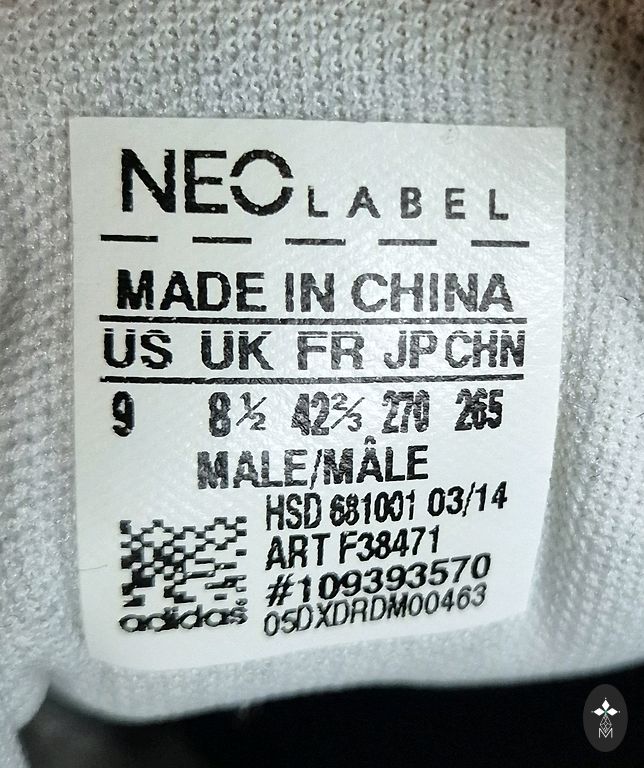 NEO LABEL
MADE IN CHINA
US UK FR JP CHN
9 8½ 42⅔ 270 265
MALE/MÂLE
HSD 681001 03/14
ART F38471
#109393570
adidas 05DXDRDM00463
M